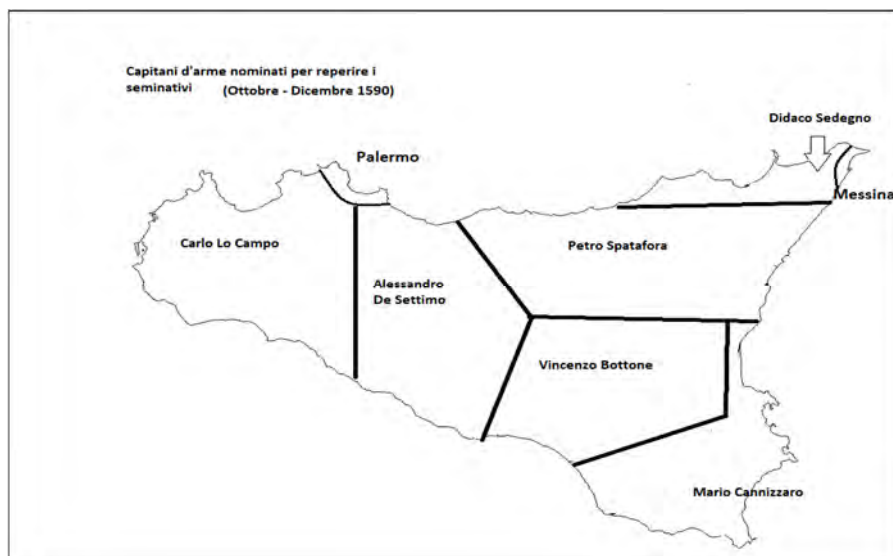 Capitani d'arme nominati per reperire i
seminativi (Ottobre - Dicembre 1590)
Didaco Sedegno
Palermo
Messina
Carlo Lo Campo
Petro Spatafora
Alessandro
De Settimo
Vincenzo Bottone
Mario Cannizzaro